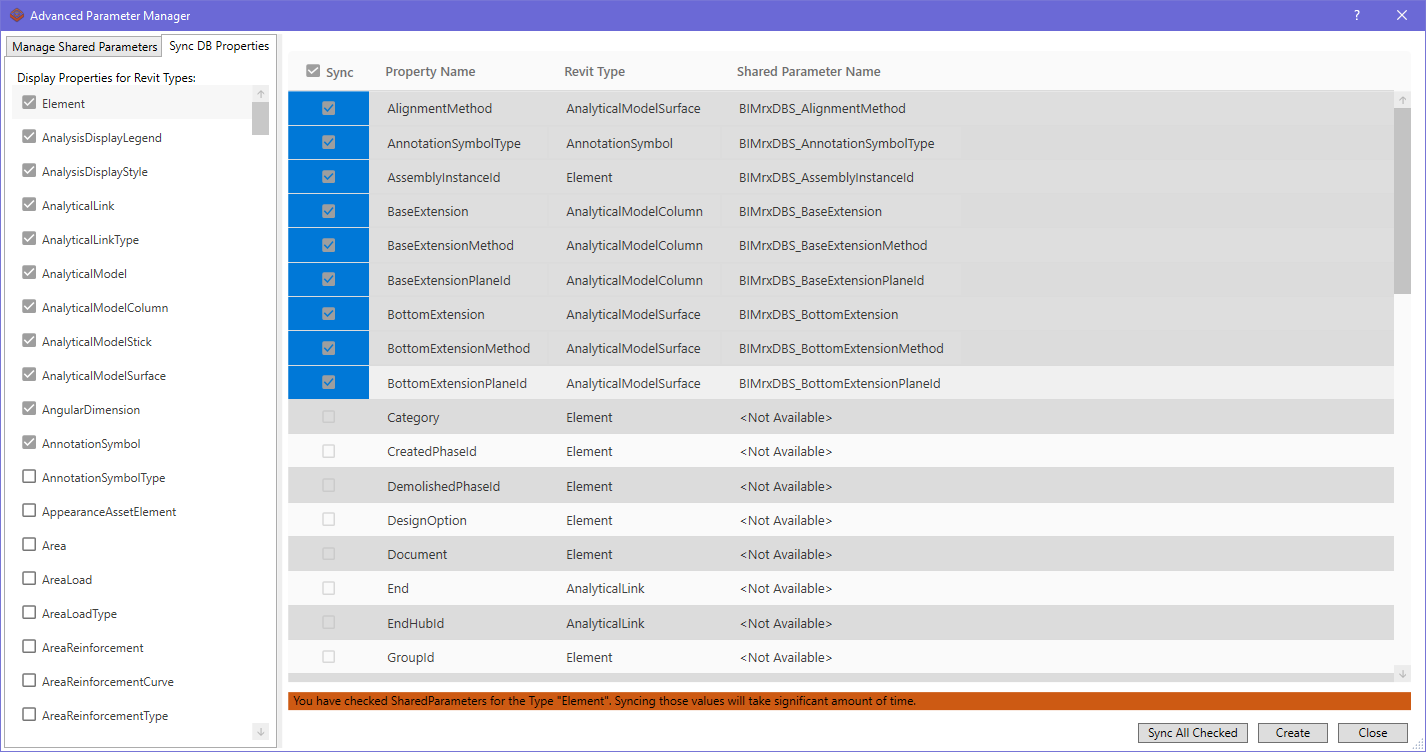 Advanced Parameter Manager
?
Manage Shared Parameters Sync DB Properties
Display Properties for Revit Types:
Element
AnalysisDisplayLegend
AnalysisDisplayStyle
AnalyticalLink
AnalyticalLinkType
AnalyticalModel
AnalyticalModelColumn
AnalyticalModelStick
AnalyticalModelSurface
AngularDimension
AnnotationSymbol
AnnotationSymbolType
AppearanceAssetElement
Area
AreaLoad
AreaLoadType
AreaReinforcement
AreaReinforcementCurve
AreaReinforcementType
Sync Property Name Revit Type Shared Parameter Name
AlignmentMethod AnalyticalModelSurface BIMrxDBS_AlignmentMethod
AnnotationSymbolType AnnotationSymbol BIMrxDBS_AnnotationSymbolType
AssemblyInstanceId Element BIMrxDBS_AssemblyInstanceId
BaseExtension AnalyticalModelColumn BIMrxDBS_BaseExtension
BaseExtensionMethod AnalyticalModelColumn BIMrxDBS_BaseExtensionMethod
BaseExtensionPlaneId AnalyticalModelColumn BIMrxDBS_BaseExtensionPlaneId
BottomExtension AnalyticalModelSurface BIMrxDBS_BottomExtension
BottomExtensionMethod AnalyticalModelSurface BIMrxDBS_BottomExtensionMethod
BottomExtensionPlaneId AnalyticalModelSurface BIMrxDBS_BottomExtensionPlaneId
Category Element <Not Available>
CreatedPhaseId Element <Not Available>
DemolishedPhaseId Element <Not Available>
DesignOption Element <Not Available>
Document Element <Not Available>
End AnalyticalLink <Not Available>
EndHubId AnalyticalLink <Not Available>
GroupId Element <Not Available>
You have checked SharedParameters for the Type "Element". Syncing those values will take significant amount of time.
Sync All Checked Create Close